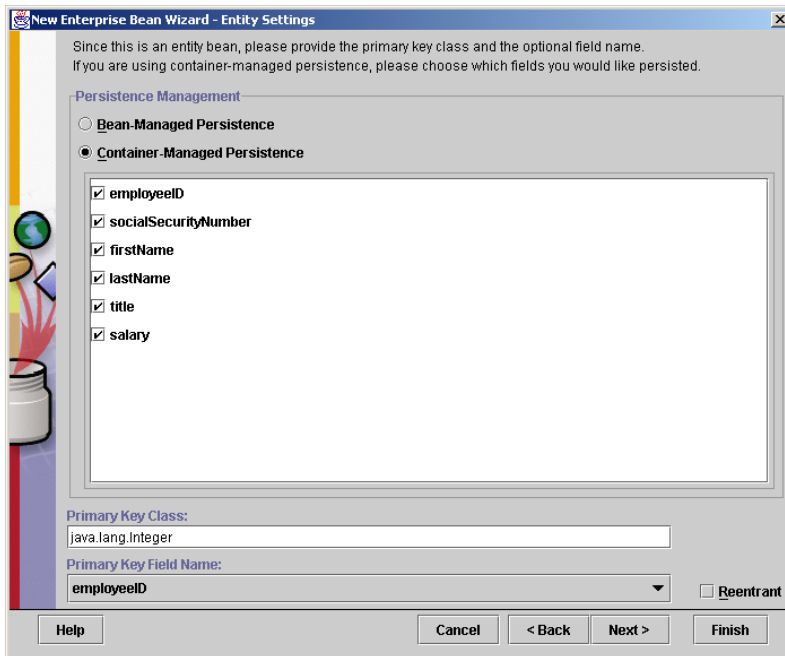 New Enterprise Bean Wizard - Entity Settings
Since this is an entity bean, please provide the primary key class and the optional field name.
If you are using container-managed persistence, please choose which fields you would like persisted.
Persistence Management
Bean-Managed Persistence
Container-Managed Persistence
employeeID
socialSecurityNumber
firstName
lastName
title
salary
Primary Key Class:
java.lang.Integer
Primary Key Field Name:
employeeID
Reentrant
Help Cancel < Back Next > Finish